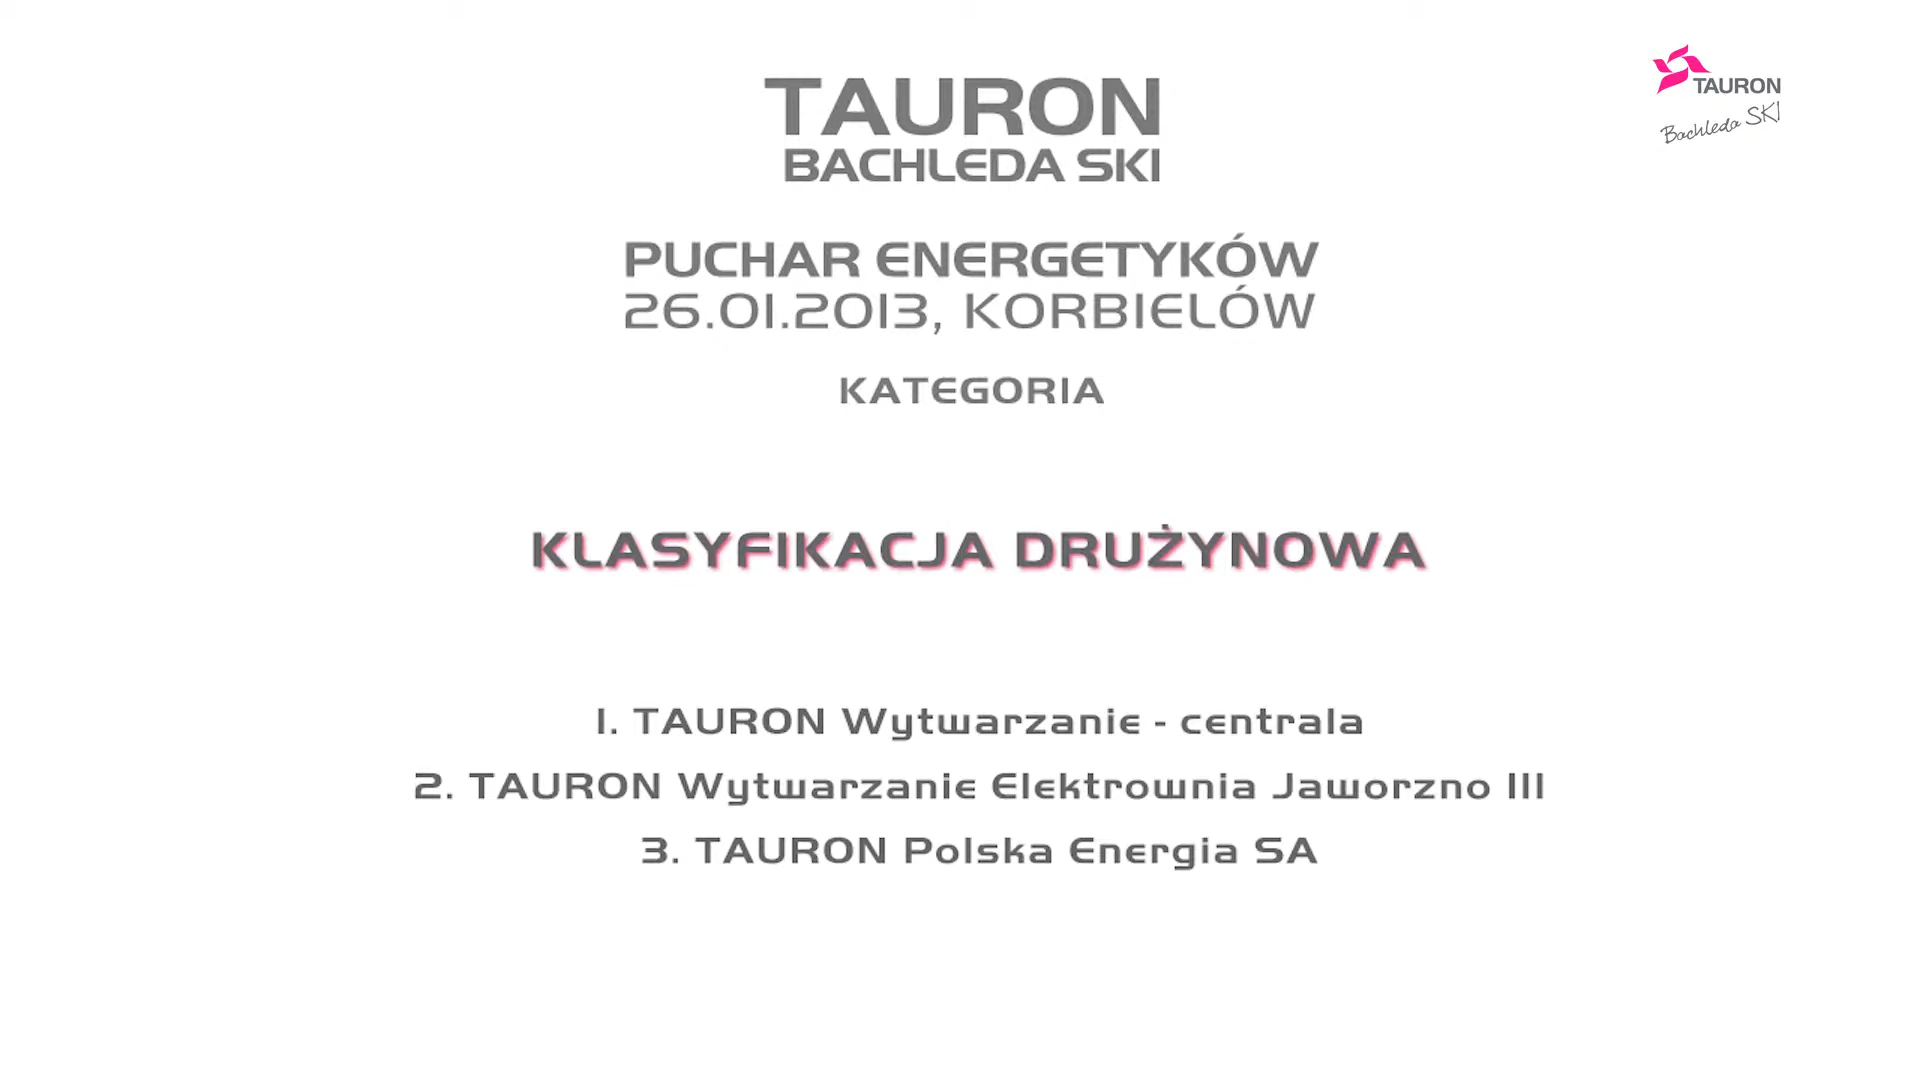 TAURON
BACHLEDA SKI
TAURON
Bachleda SKI
PUCHAR ENERGETYKÓW
26.01.2013, KORBIELÓW
KATEGORIA
KLASYFIKACJA DRUŻYNOWA
1. TAURON Wytwarzanie - centrala
2. TAURON Wytwarzanie Elektrownia Jaworzno III
3. TAURON Polska Energia SA